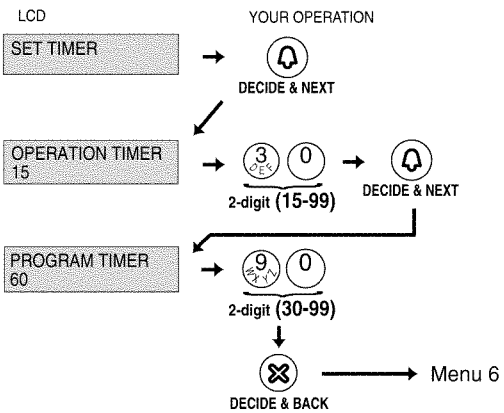 LCD YOUR OPERATION
SET TIMER
DECIDE & NEXT
OPERATION TIMER
15
3 0
DEF
2-digit (15-99)
DECIDE & NEXT
PROGRAM TIMER
60
9 0
WXYZ
2-digit (30-99)
Menu 6
DECIDE & BACK